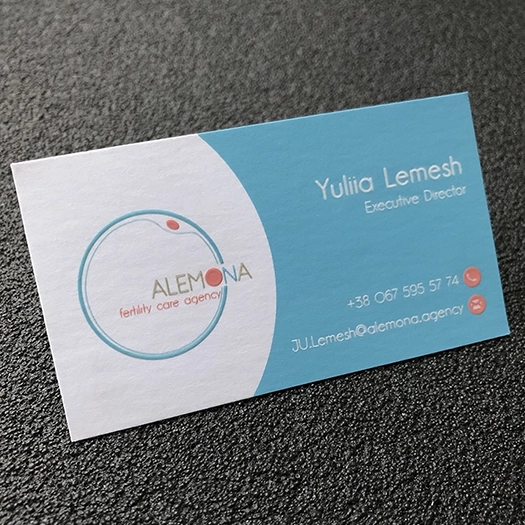 ALEMONA
fertility care agency
Yuliia Lemesh
Executive Director
+38 067 595 57 74
JU.Lemesh@alemona.agency